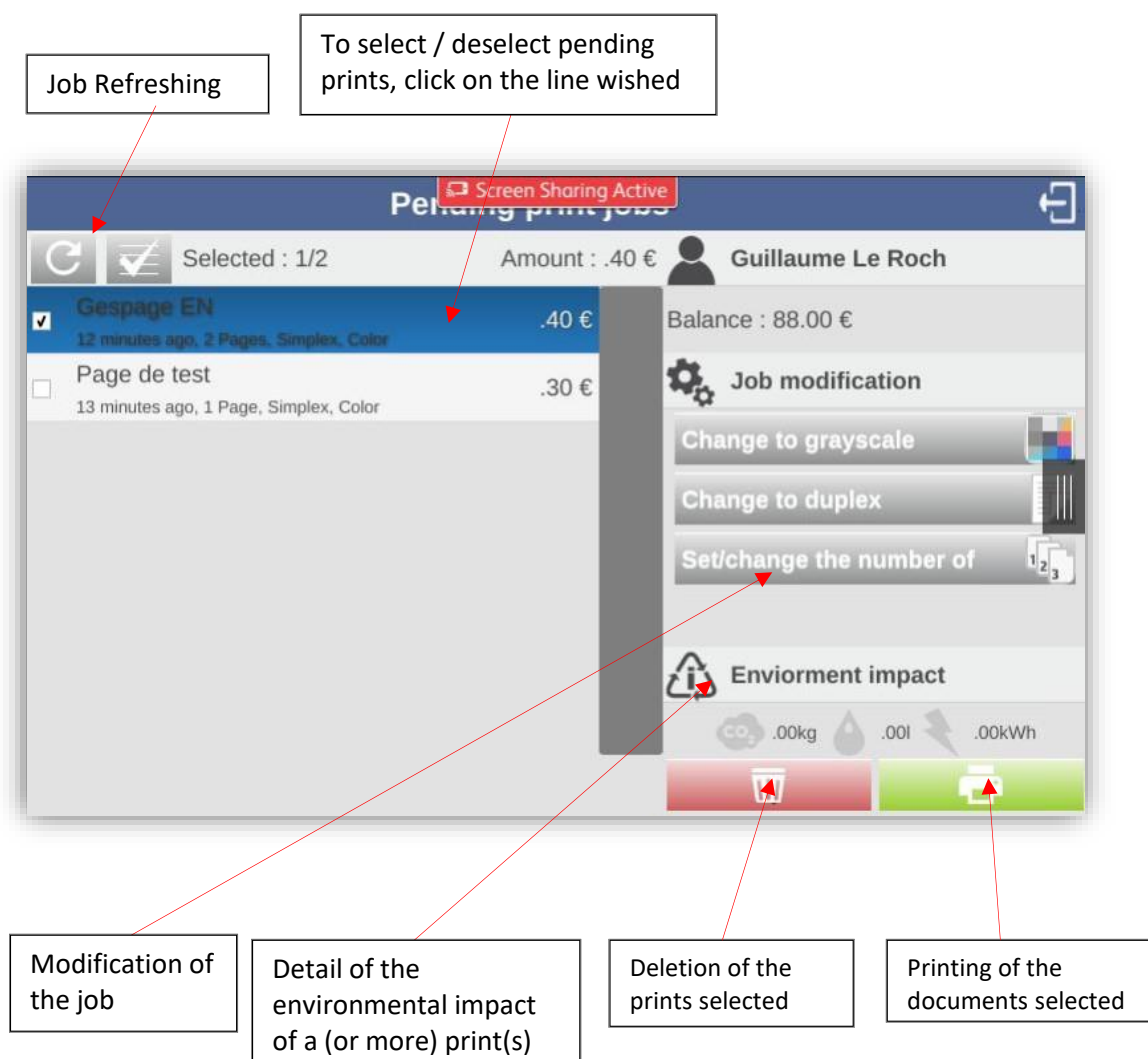 Job Refreshing
To select / deselect pending
prints, click on the line wished
Screen Sharing Active
Pending print jobs
Selected : 1/2
Amount : .40 €
Guillaume Le Roch
Gespage EN
.40 €
12 minutes ago, 2 Pages, Simplex, Color
Balance : 88.00 €
Page de test
.30 €
13 minutes ago, 1 Page, Simplex, Color
Job modification
Change to grayscale
Change to duplex
Set/change the number of
1 2 3
Enviorment impact
CO2 .00kg .00l .00kWh
Modification of
the job
Detail of the
environmental impact
of a (or more) print(s)
Deletion of the
prints selected
Printing of the
documents selected